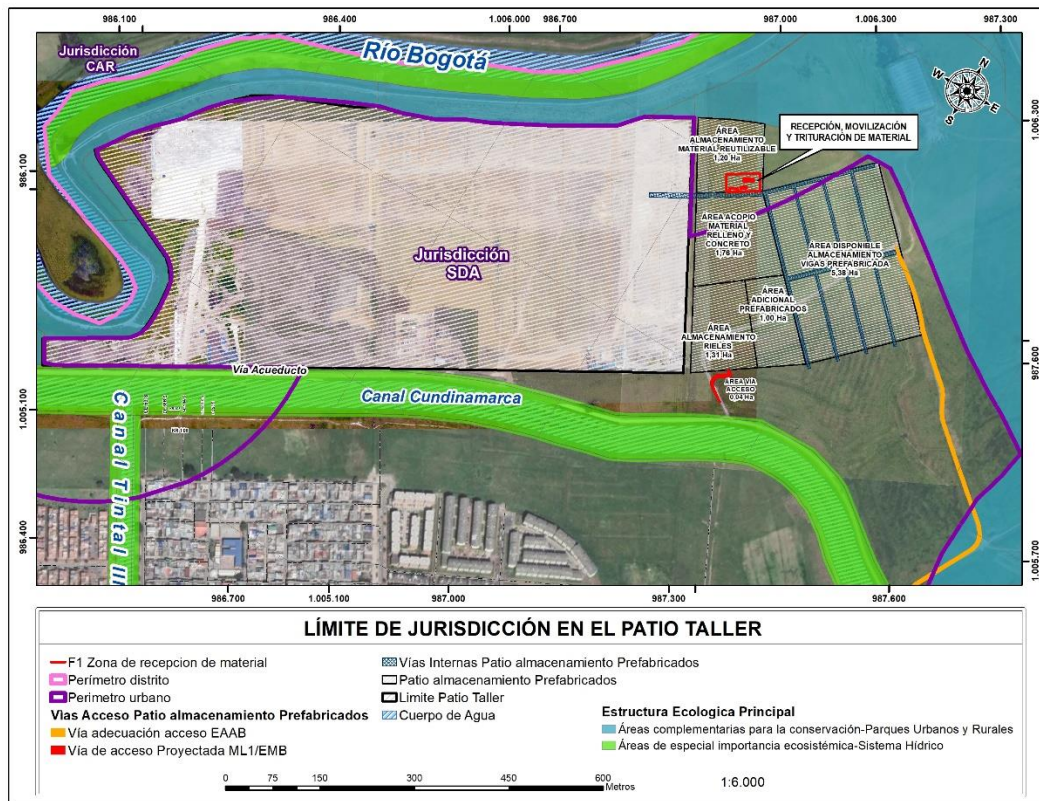 986.100
986.400
1.006.000
986.700
987.000
1.006.300
987.300
Jurisdicción
CAR
Río Bogotá
N
W
E
S
1.006.300
986.100
ÁREA
ALMACENAMIENTO
MATERIAL REUTILIZABLE
1,20 Ha
RECEPCIÓN, MOVILIZACIÓN
Y TRITURACIÓN DE MATERIAL
ÁREA ACOPIO
MATERIAL
RELLENO Y
CONCRETO
1,76 Ha
Jurisdicción
SDA
ÁREA DISPONIBLE
ALMACENAMIENTO
VIGAS PREFABRICADA
5,38 Ha
ÁREA
ADICIONAL
PREFABRICADOS
1,00 Ha
ÁREA
ALMACENAMIENTO
RIELES
1,31 Ha
987.600
Vía Acueducto
ÁREA VÍA
ACCESO
0,04 Ha
1.005.100
Canal Cundinamarca
Canal Tintal III
986.400
1.005.700
986.700
1.005.100
987.000
987.300
987.600
LÍMITE DE JURISDICCIÓN EN EL PATIO TALLER
F1 Zona de recepcion de material
Perímetro distrito
Perimetro urbano
Vias Acceso Patio almacenamiento Prefabricados
Vía adecuación acceso EAAB
Vía de acceso Proyectada ML1/EMB
Vías Internas Patio almacenamiento Prefabricados
Patio almacenamiento Prefabricados
Limite Patio Taller
Cuerpo de Agua
Estructura Ecologica Principal
Áreas complementarias para la conservación-Parques Urbanos y Rurales
Áreas de especial importancia ecosistémica-Sistema Hídrico
0 75 150 300 450 600
Metros
1:6.000